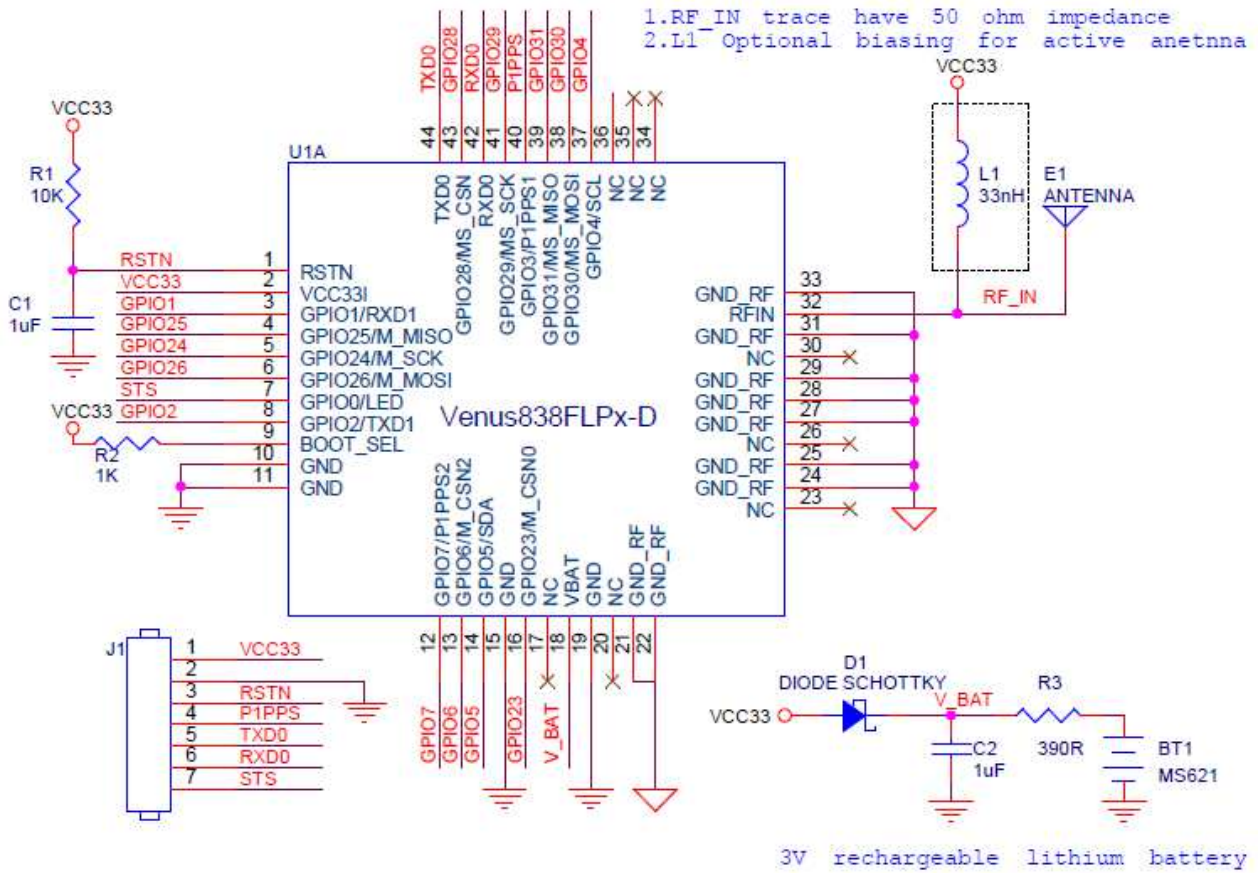 1.RF_IN trace have 50 ohm impedance
2.L1 Optional biasing for active anetnna
TXD0
GPIO28
RXD0
GPIO29
P1PPS
GPIO31
GPIO30
GPIO4
44
43
42
41
40
39
38
37
36
35
34
VCC33
R1
10K
C1
1uF
VCC33
R2
1K
RSTN
VCC33
GPIO1
GPIO25
GPIO24
GPIO26
STS
GPIO2
1
2
3
4
5
6
7
8
9
10
11
U1A
TXD0
GPIO28/MS_CSN
RXD0
GPIO29/MS_SCK
GPIO3/P1PPS1
GPIO31/MS_MISO
GPIO30/MS_MOSI
GPIO4/SCL
NC
NC
NC
RSTN
VCC33I
GPIO1/RXD1
GPIO25/M_MISO
GPIO24/M_SCK
GPIO26/M_MOSI
GPIO0/LED
GPIO2/TXD1
BOOT_SEL
GND
GND
Venus838FLPx-D
GND_RF
RFIN
GND_RF
NC
GND_RF
GND_RF
GND_RF
NC
GND_RF
GND_RF
NC
33
32
31
30
29
28
27
26
25
24
23
VCC33
L1
33nH
E1
ANTENNA
RF_IN
GPIO7/P1PPS2
GPIO6/M_CSN2
GPIO5/SDA
GND
GPIO23/M_CSN0
NC
VBAT
GND
NC
GND_RF
GND_RF
12
13
14
15
16
17
18
19
20
21
22
GPIO7
GPIO6
GPIO5
GPIO23
V_BAT
J1
1 VCC33
2
3 RSTN
4 P1PPS
5 TXD0
6 RXD0
7 STS
D1
DIODE SCHOTTKY
VCC33
V_BAT
R3
390R
C2
1uF
BT1
MS621
3V rechargeable lithium battery